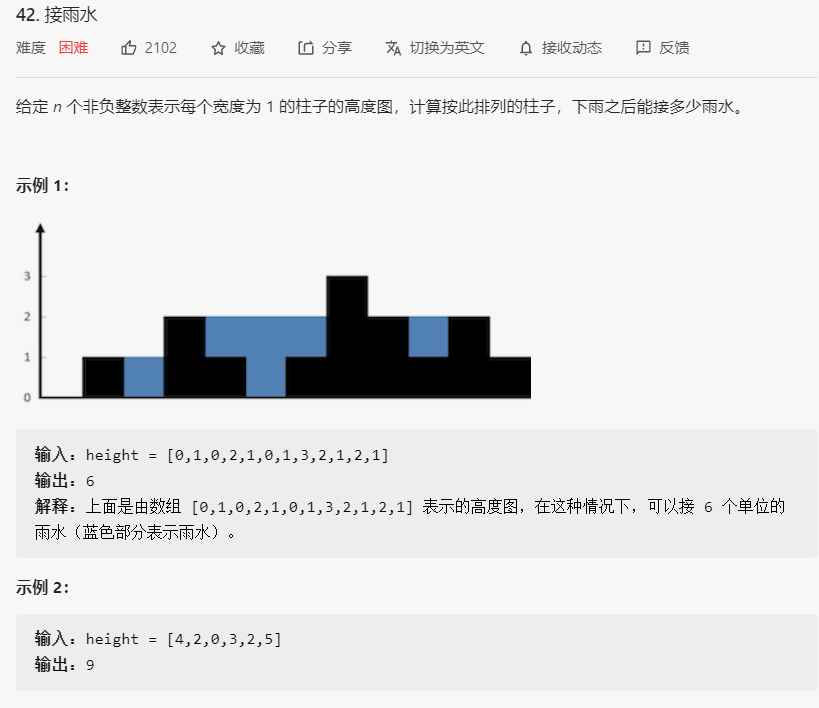 42. 接雨水
难度 困难 2102 收藏 分享 切换为英文 接收动态 反馈
给定 n 个非负整数表示每个宽度为 1 的柱子的高度图，计算按此排列的柱子，下雨之后能接多少雨水。
示例 1：
3
2
1
0
输入：height = [0,1,0,2,1,0,1,3,2,1,2,1]
输出：6
解释：上面是由数组 [0,1,0,2,1,0,1,3,2,1,2,1] 表示的高度图，在这种情况下，可以接 6 个单位的
雨水（蓝色部分表示雨水）。
示例 2：
输入：height = [4,2,0,3,2,5]
输出：9